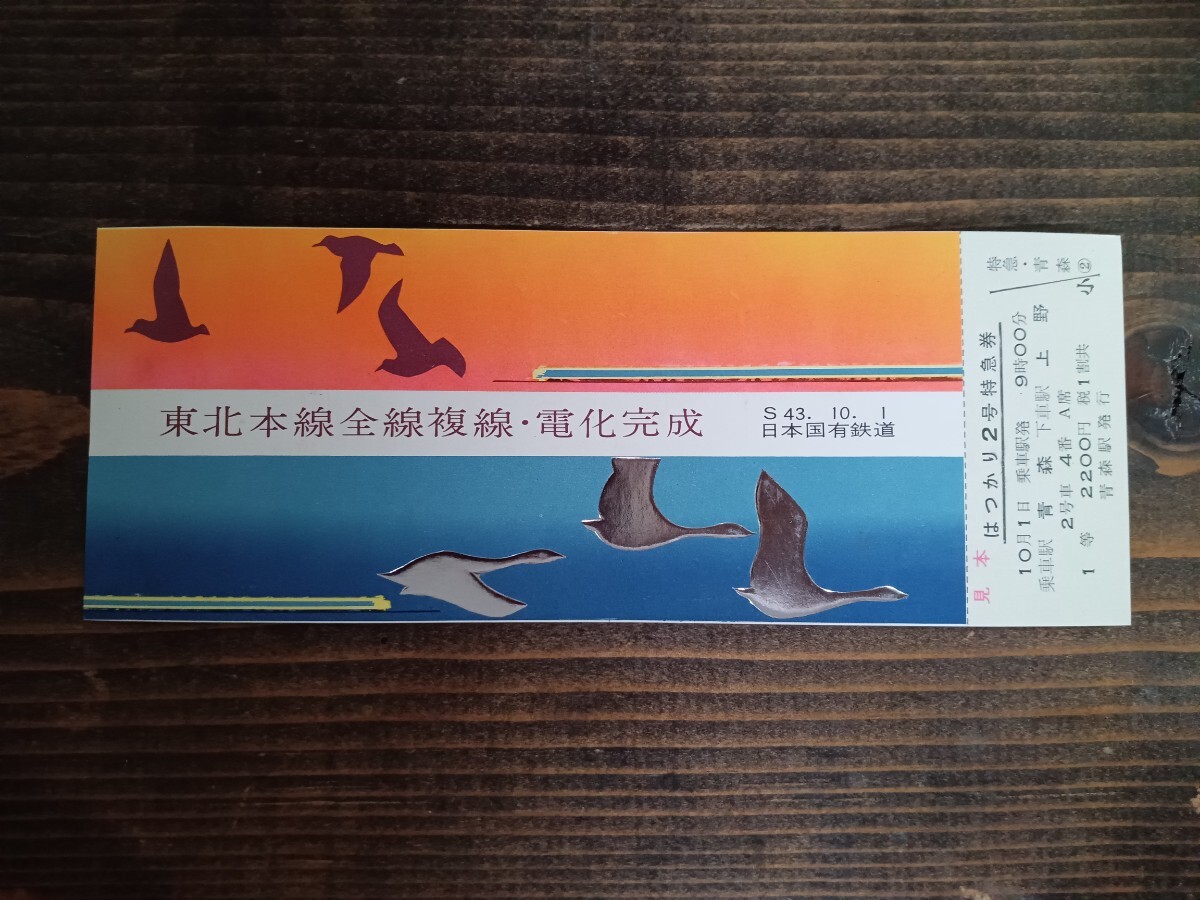 東北本線全線複線・電化完成
S 43. 10. 1
日本国有鉄道
特急・青森
小②
見本
はつかり2号特急券
10月1日 乗車駅発 9時00分
乗車駅 青森 下車駅 上野
2号車 4番 A席
1等 2200円 税1割共
青森駅発行